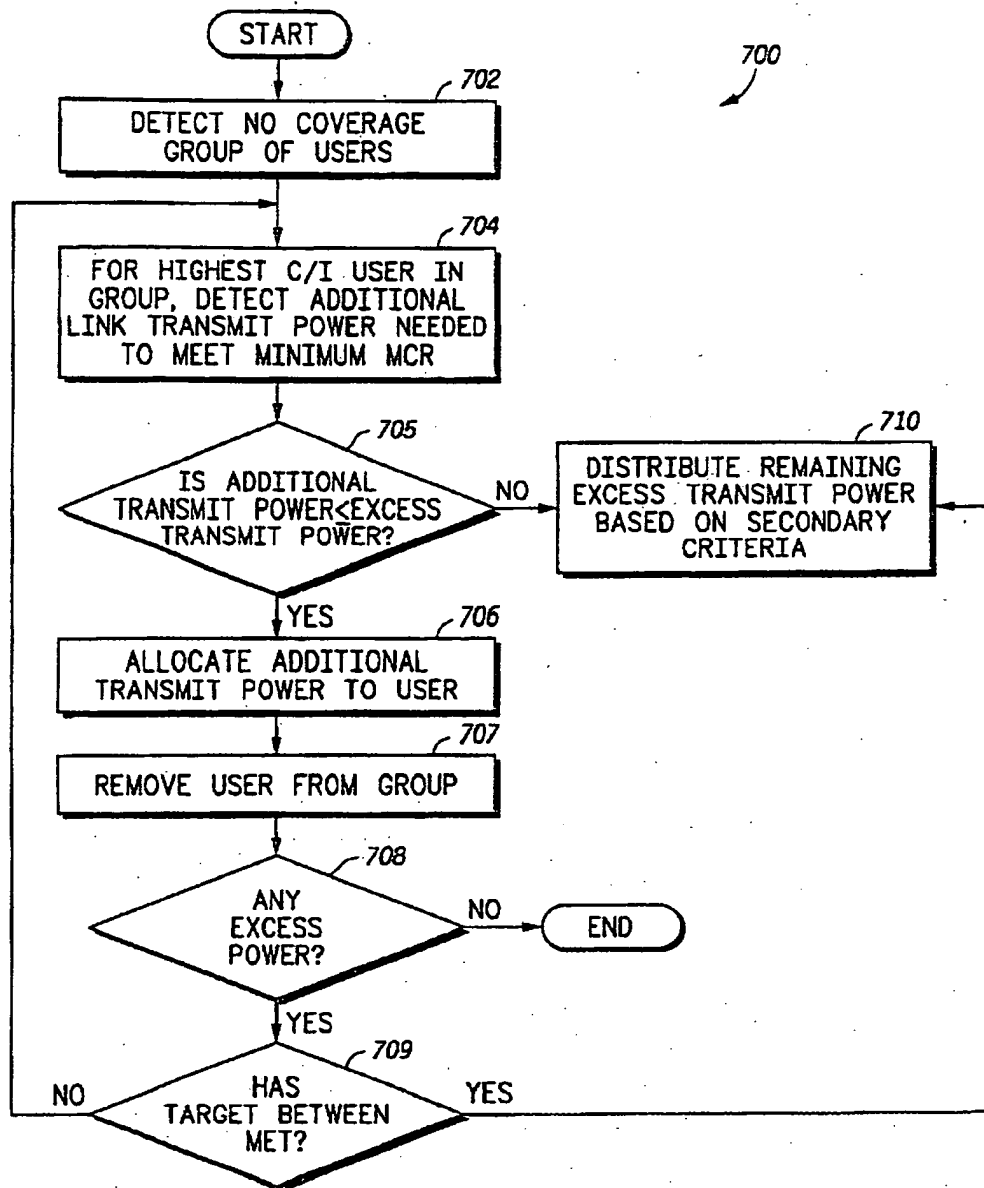 START
700
702
DETECT NO COVERAGE
GROUP OF USERS
704
FOR HIGHEST C/I USER IN
GROUP, DETECT ADDITIONAL
LINK TRANSMIT POWER NEEDED
TO MEET MINIMUM MCR
705
IS ADDITIONAL
TRANSMIT POWER≤EXCESS
TRANSMIT POWER?
NO
710
DISTRIBUTE REMAINING
EXCESS TRANSMIT POWER
BASED ON SECONDARY
CRITERIA
YES
706
ALLOCATE ADDITIONAL
TRANSMIT POWER TO USER
707
REMOVE USER FROM GROUP
708
ANY
EXCESS
POWER?
NO
END
YES
709
NO
HAS
TARGET BETWEEN
MET?
YES